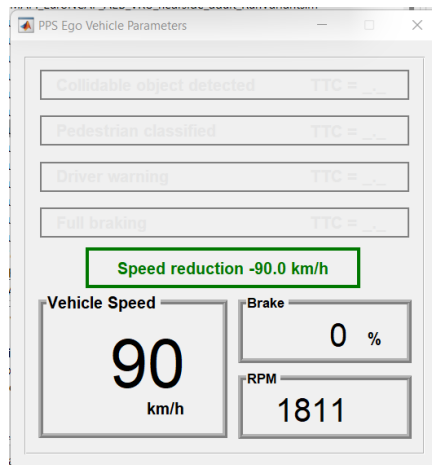 PPS Ego Vehicle Parameters
Collidable object detected TTC = _._
Pedestrian classified TTC = _._
Driver warning TTC = _._
Full braking TTC = _._
Speed reduction -90.0 km/h
Vehicle Speed
90
km/h
Brake
0 %
RPM
1811